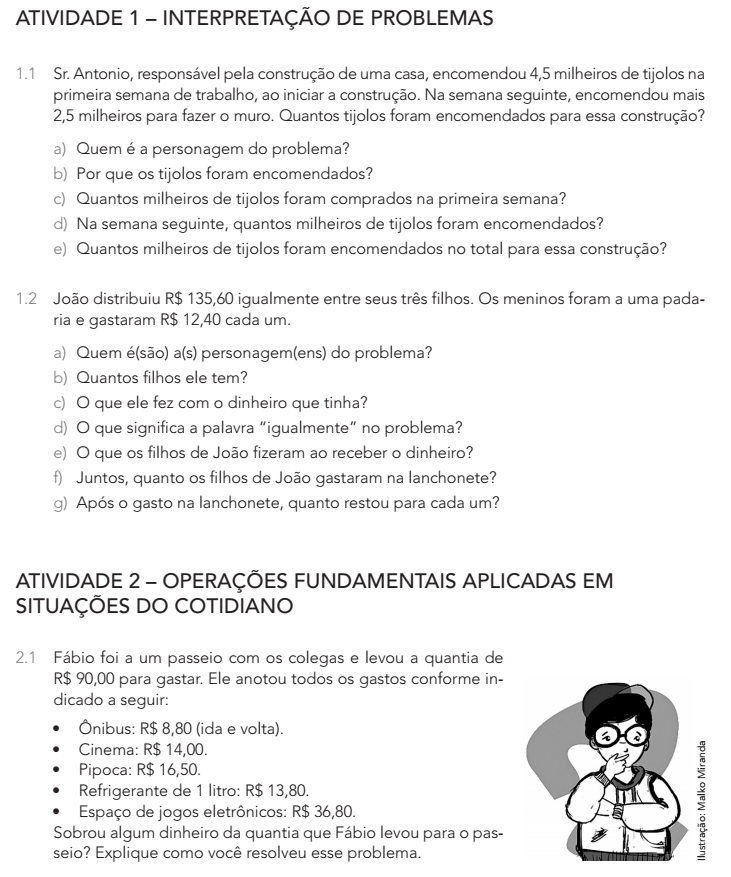 ATIVIDADE 1 – INTERPRETAÇÃO DE PROBLEMAS
1.1 Sr. Antonio, responsável pela construção de uma casa, encomendou 4,5 milheiros de tijolos na
primeira semana de trabalho, ao iniciar a construção. Na semana seguinte, encomendou mais
2,5 milheiros para fazer o muro. Quantos tijolos foram encomendados para essa construção?
a) Quem é a personagem do problema?
b) Por que os tijolos foram encomendados?
c) Quantos milheiros de tijolos foram comprados na primeira semana?
d) Na semana seguinte, quantos milheiros de tijolos foram encomendados?
e) Quantos milheiros de tijolos foram encomendados no total para essa construção?
1.2 João distribuiu R$ 135,60 igualmente entre seus três filhos. Os meninos foram a uma pada-
ria e gastaram R$ 12,40 cada um.
a) Quem é(são) a(s) personagem(ens) do problema?
b) Quantos filhos ele tem?
c) O que ele fez com o dinheiro que tinha?
d) O que significa a palavra “igualmente” no problema?
e) O que os filhos de João fizeram ao receber o dinheiro?
f) Juntos, quanto os filhos de João gastaram na lanchonete?
g) Após o gasto na lanchonete, quanto restou para cada um?
ATIVIDADE 2 – OPERAÇÕES FUNDAMENTAIS APLICADAS EM
SITUAÇÕES DO COTIDIANO
2.1 Fábio foi a um passeio com os colegas e levou a quantia de
R$ 90,00 para gastar. Ele anotou todos os gastos conforme in-
dicado a seguir:
• Ônibus: R$ 8,80 (ida e volta).
• Cinema: R$ 14,00.
• Pipoca: R$ 16,50.
• Refrigerante de 1 litro: R$ 13,80.
• Espaço de jogos eletrônicos: R$ 36,80.
Sobrou algum dinheiro da quantia que Fábio levou para o pas-
seio? Explique como você resolveu esse problema.
Ilustração: Malko Miranda